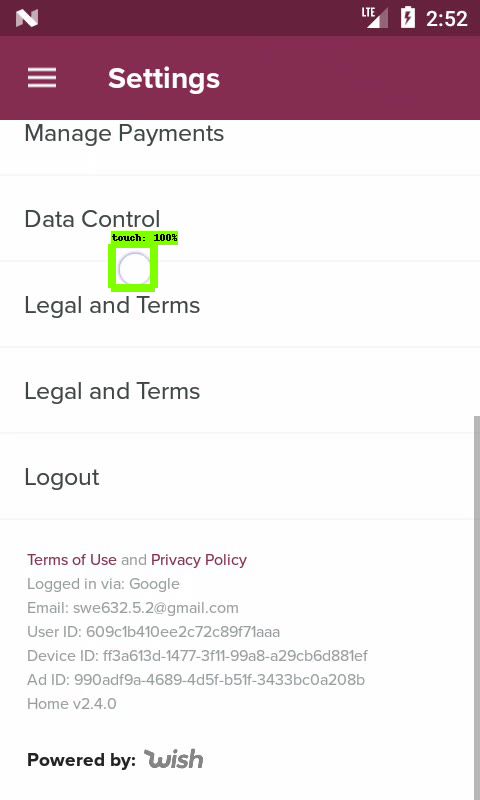 LTE 2:52
Settings
Manage Payments
Data Control
touch: 100%
Legal and Terms
Legal and Terms
Logout
Terms of Use and Privacy Policy
Logged in via: Google
Email: swe632.5.2@gmail.com
User ID: 609c1b410ee2c72c89f71aaa
Device ID: ff3a613d-1477-3f11-99a8-a29cb6d881ef
Ad ID: 990adf9a-4689-4d5f-b51f-3433bc0a208b
Home v2.4.0
Powered by: wish